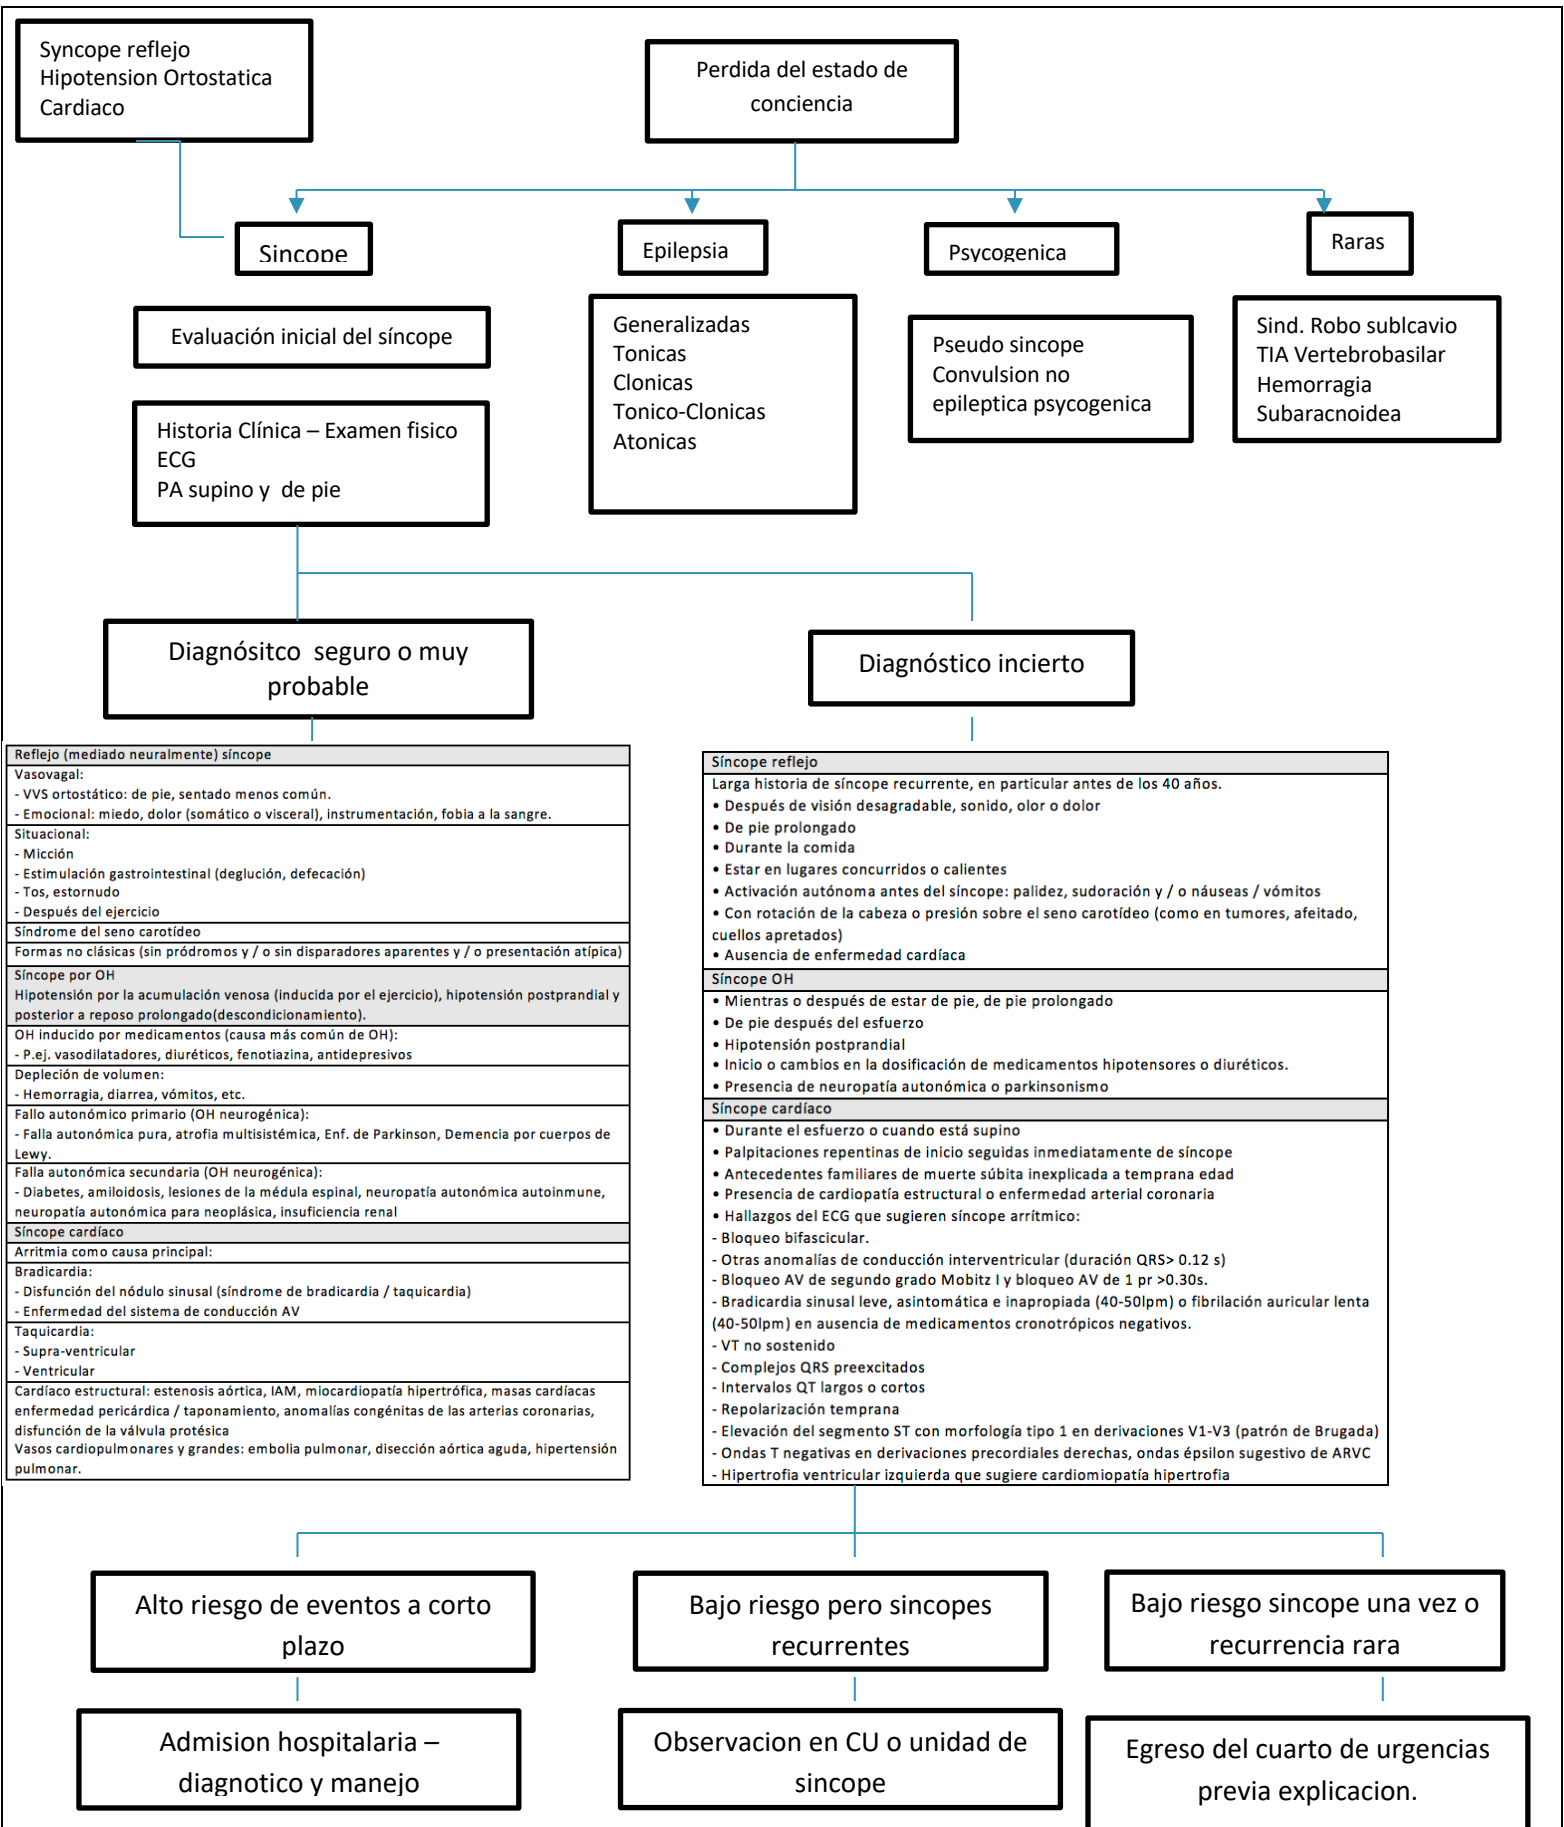 Syncope reflejo
Hipotension Ortostatica
Cardiaco
Perdida del estado de
conciencia
Sincope
Epilepsia
Psycogenica
Raras
Evaluación inicial del síncope
Generalizadas
Tonicas
Clonicas
Tonico-Clonicas
Atonicas
Pseudo sincope
Convulsion no
epileptica psycogenica
Sind. Robo sublcavio
TIA Vertebrobasilar
Hemorragia
Subaracnoidea
Historia Clínica – Examen fisico
ECG
PA supino y de pie
Diagnósitco seguro o muy
probable
Diagnóstico incierto
Reflejo (mediado neuralmente) síncope
Vasovagal:
- VVS ortostático: de pie, sentado menos común.
- Emocional: miedo, dolor (somático o visceral), instrumentación, fobia a la sangre.
Situacional:
- Micción
- Estimulación gastrointestinal (deglución, defecación)
- Tos, estornudo
- Después del ejercicio
Síndrome del seno carotídeo
Formas no clásicas (sin pródromos y / o sin disparadores aparentes y / o presentación atípica)
Síncope por OH
Hipotensión por la acumulación venosa (inducida por el ejercicio), hipotensión postprandial y
posterior a reposo prolongado(descondicionamiento).
OH inducido por medicamentos (causa más común de OH):
- P.ej. vasodilatadores, diuréticos, fenotiazina, antidepresivos
Depleción de volumen:
- Hemorragia, diarrea, vómitos, etc.
Fallo autonómico primario (OH neurogénica):
- Falla autonómica pura, atrofia multisistémica, Enf. de Parkinson, Demencia por cuerpos de
Lewy.
Falla autonómica secundaria (OH neurogénica):
- Diabetes, amiloidosis, lesiones de la médula espinal, neuropatía autonómica autoinmune,
neuropatía autonómica para neoplásica, insuficiencia renal
Síncope cardíaco
Arritmia como causa principal:
Bradicardia:
- Disfunción del nódulo sinusal (síndrome de bradicardia / taquicardia)
- Enfermedad del sistema de conducción AV
Taquicardia:
- Supra-ventricular
- Ventricular
Cardíaco estructural: estenosis aórtica, IAM, miocardiopatía hipertrófica, masas cardíacas
enfermedad pericárdica / taponamiento, anomalías congénitas de las arterias coronarias,
disfunción de la válvula protésica
Vasos cardiopulmonares y grandes: embolia pulmonar, disección aórtica aguda, hipertensión
pulmonar.
Síncope reflejo
Larga historia de síncope recurrente, en particular antes de los 40 años.
• Después de visión desagradable, sonido, olor o dolor
• De pie prolongado
• Durante la comida
• Estar en lugares concurridos o calientes
• Activación autónoma antes del síncope: palidez, sudoración y / o náuseas / vómitos
• Con rotación de la cabeza o presión sobre el seno carotídeo (como en tumores, afeitado,
cuellos apretados)
• Ausencia de enfermedad cardíaca
Síncope OH
• Mientras o después de estar de pie, de pie prolongado
• De pie después del esfuerzo
• Hipotensión postprandial
• Inicio o cambios en la dosificación de medicamentos hipotensores o diuréticos.
• Presencia de neuropatía autonómica o parkinsonismo
Síncope cardíaco
• Durante el esfuerzo o cuando está supino
• Palpitaciones repentinas de inicio seguidas inmediatamente de síncope
• Antecedentes familiares de muerte súbita inexplicada a temprana edad
• Presencia de cardiopatía estructural o enfermedad arterial coronaria
• Hallazgos del ECG que sugieren síncope arrítmico:
- Bloqueo bifascicular.
- Otras anomalías de conducción interventricular (duración QRS> 0.12 s)
- Bloqueo AV de segundo grado Mobitz I y bloqueo AV de 1 pr >0.30s.
- Bradicardia sinusal leve, asintomática e inapropiada (40-50lpm) o fibrilación auricular lenta
(40-50lpm) en ausencia de medicamentos cronotrópicos negativos.
- VT no sostenido
- Complejos QRS preexcitados
- Intervalos QT largos o cortos
- Repolarización temprana
- Elevación del segmento ST con morfología tipo 1 en derivaciones V1-V3 (patrón de Brugada)
- Ondas T negativas en derivaciones precordiales derechas, ondas épsilon sugestivo de ARVC
- Hipertrofia ventricular izquierda que sugiere cardiomiopatía hipertrofia
Alto riesgo de eventos a corto
plazo
Bajo riesgo pero sincopes
recurrentes
Bajo riesgo sincope una vez o
recurrencia rara
Admision hospitalaria –
diagnotico y manejo
Observacion en CU o unidad de
sincope
Egreso del cuarto de urgencias
previa explicacion.